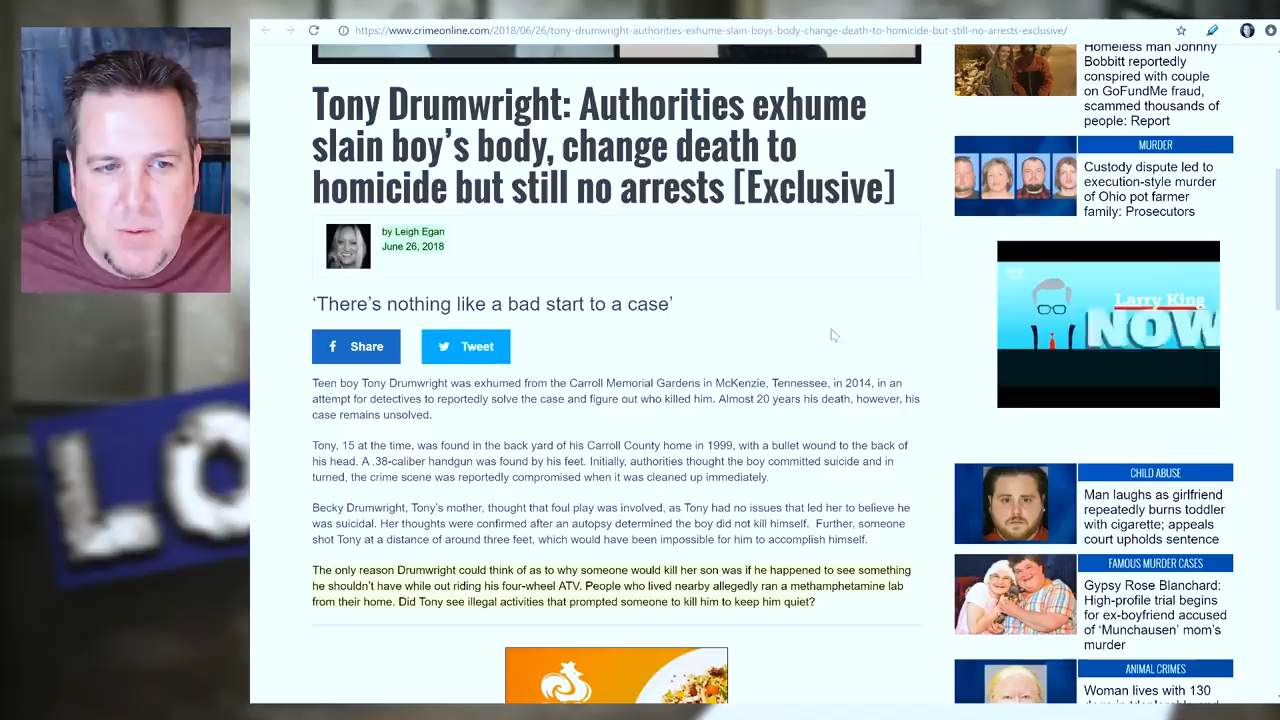 https://www.crimeonline.com/2018/06/26/tony-drumwright-authorities-exhume-slain-boys-body-change-death-to-homicide-but-still-no-arrests-exclusive/
Tony Drumwright: Authorities exhume
slain boy's body, change death to
homicide but still no arrests [Exclusive]
by Leigh Egan
June 26, 2018
'There's nothing like a bad start to a case'
Share
Tweet
Teen boy Tony Drumwright was exhumed from the Carroll Memorial Gardens in McKenzie, Tennessee, in 2014, in an
attempt for detectives to reportedly solve the case and figure out who killed him. Almost 20 years his death, however, his
case remains unsolved.
Tony, 15 at the time, was found in the back yard of his Carroll County home in 1999, with a bullet wound to the back of
his head. A .38-caliber handgun was found by his feet. Initially, authorities thought the boy committed suicide and in
turned, the crime scene was reportedly compromised when it was cleaned up immediately.
Becky Drumwright, Tony's mother, thought that foul play was involved, as Tony had no issues that led her to believe he
was suicidal. Her thoughts were confirmed after an autopsy determined the boy did not kill himself. Further, someone
shot Tony at a distance of around three feet, which would have been impossible for him to accomplish himself.
The only reason Drumwright could think of as to why someone would kill her son was if he happened to see something
he shouldn't have while out riding his four-wheel ATV. People who lived nearby allegedly ran a methamphetamine lab
from their home. Did Tony see illegal activities that prompted someone to kill him to keep him quiet?
Homeless man Johnny
Bobbitt reportedly
conspired with couple
on GoFundMe fraud,
scammed thousands of
people: Report
MURDER
Custody dispute led to
execution-style murder
of Ohio pot farmer
family: Prosecutors
Larry King
NOW
CHILD ABUSE
Man laughs as girlfriend
repeatedly burns toddler
with cigarette; appeals
court upholds sentence
FAMOUS MURDER CASES
Gypsy Rose Blanchard:
High-profile trial begins
for ex-boyfriend accused
of 'Munchausen' mom's
murder
ANIMAL CRIMES
Woman lives with 130
LO